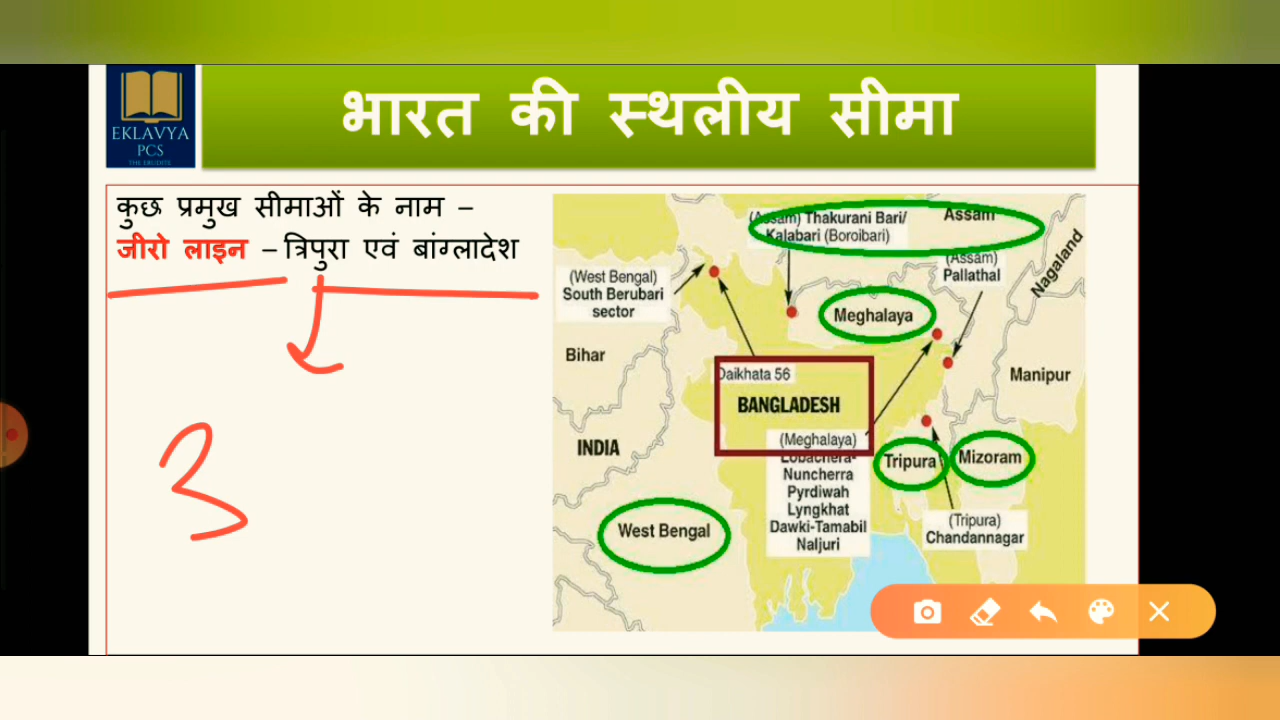 EKLAVYA
PCS
THE ERUDITE
भारत की स्थलीय सीमा
कुछ प्रमुख सीमाओं के नाम –
जीरो लाइन – त्रिपुरा एवं बांग्लादेश
3
(Assam) Thakurani Bari/
Kalabari (Boroibari)
Assam
(Assam)
Pallathal
Nagaland
(West Bengal)
South Berubari
sector
Meghalaya
Bihar
Daikhata 56
Manipur
BANGLADESH
INDIA
(Meghalaya)
Lobachera-
Nuncherra
Pyrdiwah
Lyngkhat
Dawki-Tamabil
Naljuri
Tripura
Mizoram
West Bengal
(Tripura)
Chandannagar